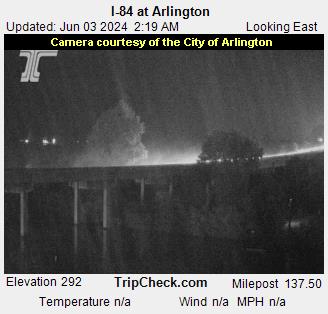 I-84 at Arlington
Updated: Jun 03 2024 2:19 AM Looking East
Camera courtesy of the City of Arlington
Elevation 292 TripCheck.com Milepost 137.50
Temperature n/a Wind n/a MPH n/a